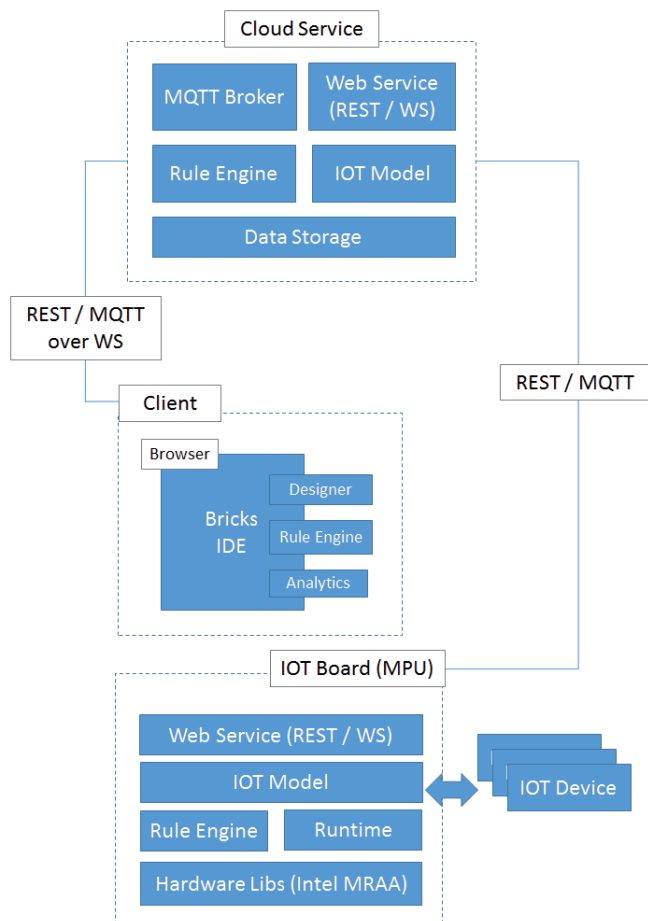 Cloud Service
MQTT Broker
Web Service
(REST / WS)
Rule Engine
IOT Model
Data Storage
REST / MQTT
over WS
REST / MQTT
Client
Browser
Bricks
IDE
Designer
Rule Engine
Analytics
IOT Board (MPU)
Web Service (REST / WS)
IOT Model
Rule Engine
Runtime
Hardware Libs (Intel MRAA)
IOT Device